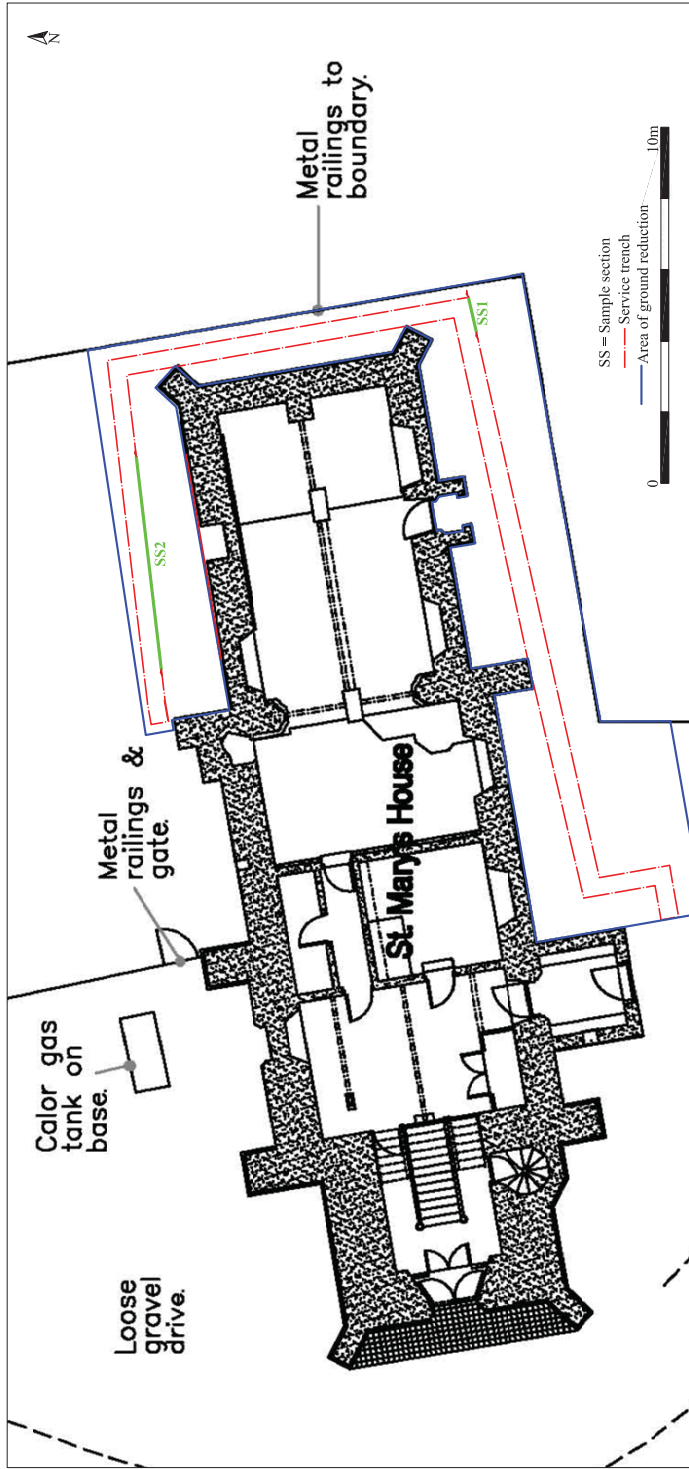 N
Metal
railings to
boundary.
SS1
SS2
Metal
railings &
gate.
Calor gas
tank on
base.
St Mary's House
Loose
gravel
drive.
SS = Sample section
Service trench
Area of ground reduction
0
10m